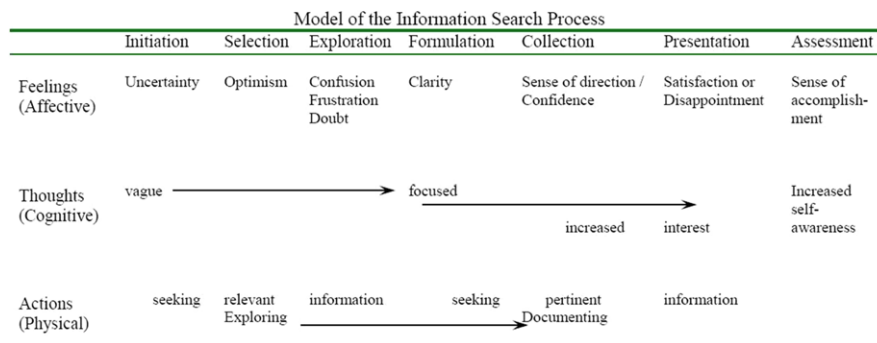 Model of the Information Search Process
Initiation Selection Exploration Formulation Collection Presentation Assessment
Feelings (Affective) Uncertainty Optimism Confusion Frustration Doubt Clarity Sense of direction / Confidence Satisfaction or Disappointment Sense of accomplish-ment
Thoughts (Cognitive) vague focused increased interest Increased self-awareness
Actions (Physical) seeking relevant information seeking pertinent information
Exploring Documenting